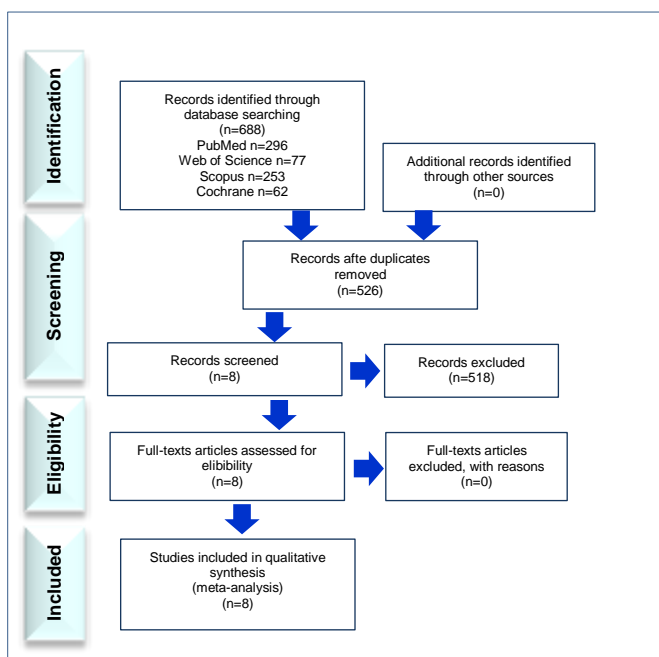 Identification
Records identified through
database searching
(n=688)
PubMed n=296
Web of Science n=77
Scopus n=253
Cochrane n=62
Additional records identified
through other sources
(n=0)
Screening
Records afte duplicates
removed
(n=526)
Records screened
(n=8)
Records excluded
(n=518)
Eligibility
Full-texts articles assessed for
elibibility
(n=8)
Full-texts articles
excluded, with reasons
(n=0)
Included
Studies included in qualitative
synthesis
(meta-analysis)
(n=8)